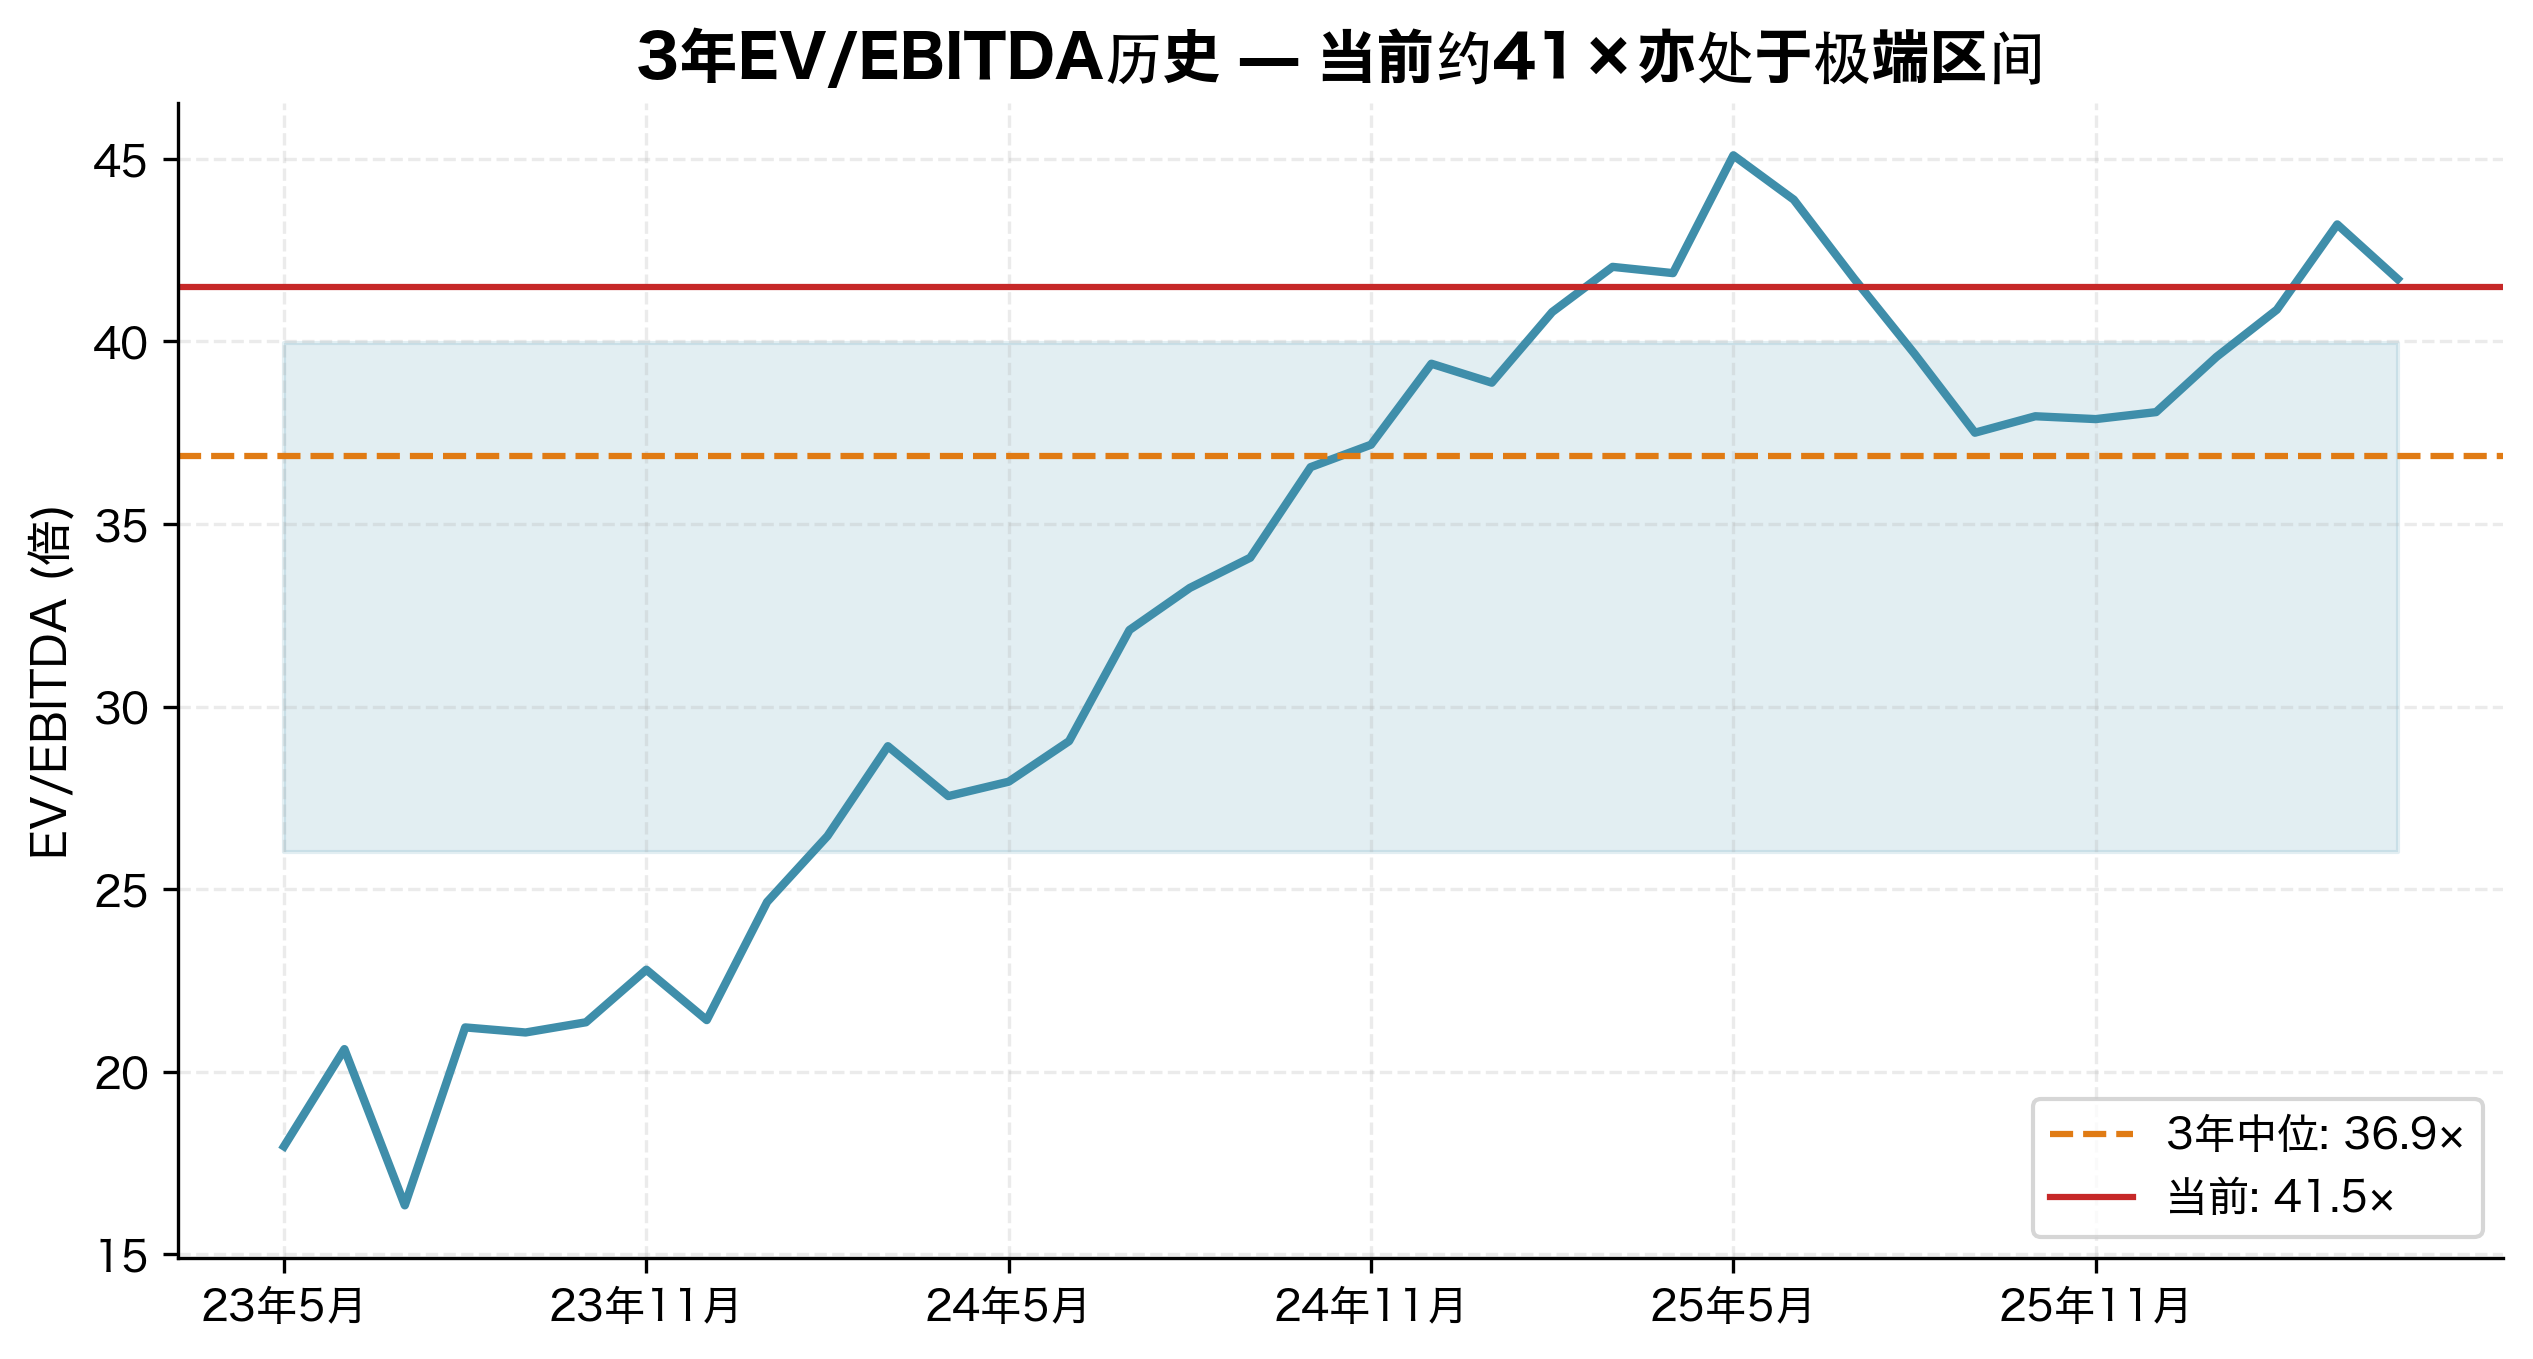 3年EV/EBITDA历史 — 当前约41×亦处于极端区间
EV/EBITDA (倍)
45
40
35
30
25
20
15
23年5月
23年11月
24年5月
24年11月
25年5月
25年11月
3年中位: 36.9×
当前: 41.5×